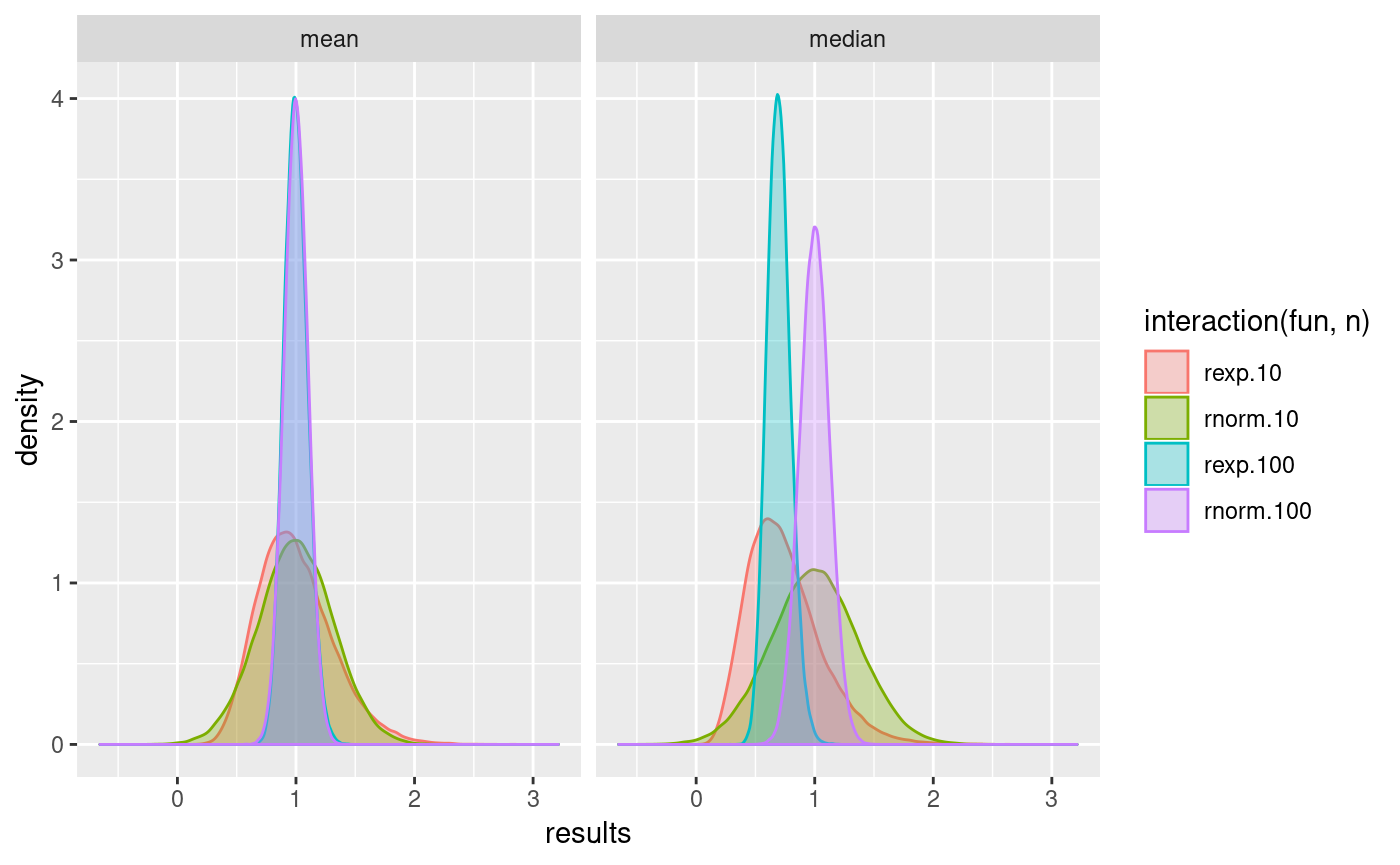 mean
median
4
3
2
1
0
density
0 1 2 3
0 1 2 3
results
interaction(fun, n)
rexp.10
rnorm.10
rexp.100
rnorm.100